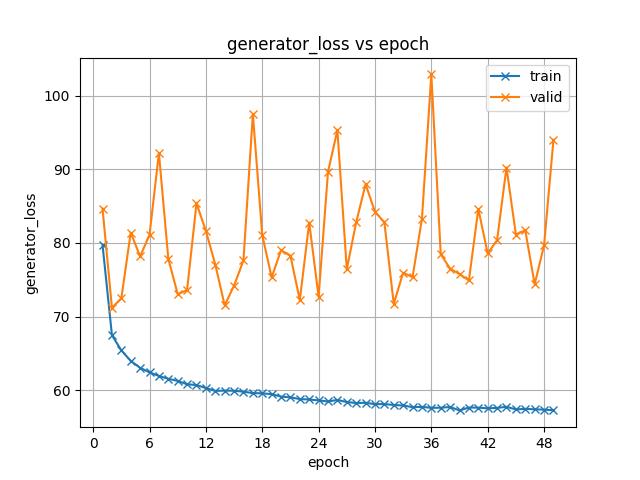 generator_loss vs epoch
train
valid
generator_loss
100
90
80
70
60
0 6 12 18 24 30 36 42 48
epoch